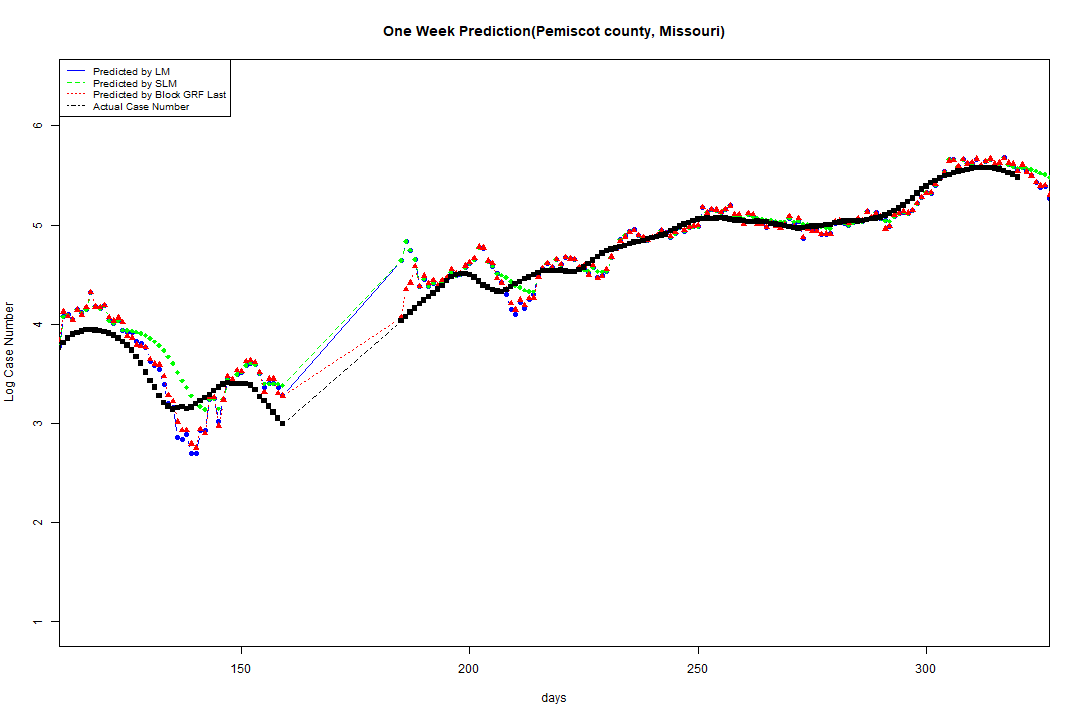 One Week Prediction(Pemiscot county, Missouri)
Predicted by LM
Predicted by SLM
Predicted by Block GRF Last
Actual Case Number
Log Case Number
6
5
4
3
2
1
150 200 250 300
days